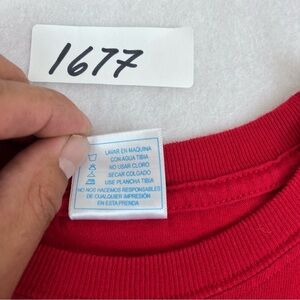 1677
LAVAR EN MAQUINA
CON AGUA TIBIA
NO USAR CLORO
SECAR COLGADO
USE PLANCHA TIBIA
NO NOS HACEMOS RESPONSABLES
DE CUALQUIER IMPRESIÓN
EN ESTA PRENDA